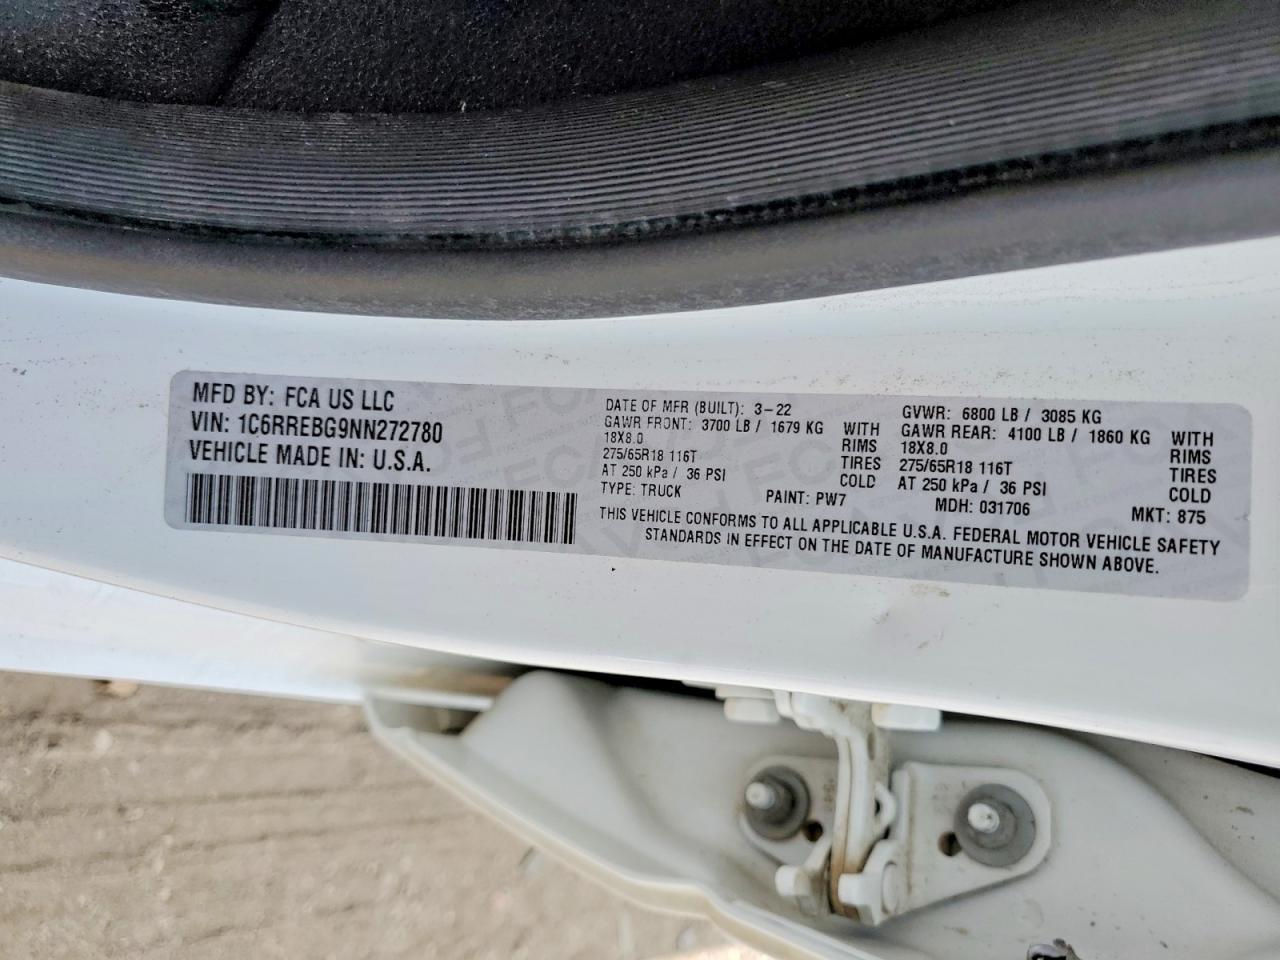 MFD BY: FCA US LLC
VIN: 1C6RREBG9NN272780
VEHICLE MADE IN: U.S.A.
DATE OF MFR (BUILT): 3-22
GAWR FRONT: 3700 LB / 1679 KG WITH
18X8.0 RIMS
275/65R18 116T TIRES
AT 250 kPa / 36 PSI COLD
TYPE: TRUCK PAINT: PW7
GVWR: 6800 LB / 3085 KG
GAWR REAR: 4100 LB / 1860 KG WITH
18X8.0 RIMS
275/65R18 116T TIRES
AT 250 kPa / 36 PSI COLD
MDH: 031706 MKT: 875
THIS VEHICLE CONFORMS TO ALL APPLICABLE U.S.A. FEDERAL MOTOR VEHICLE SAFETY
STANDARDS IN EFFECT ON THE DATE OF MANUFACTURE SHOWN ABOVE.